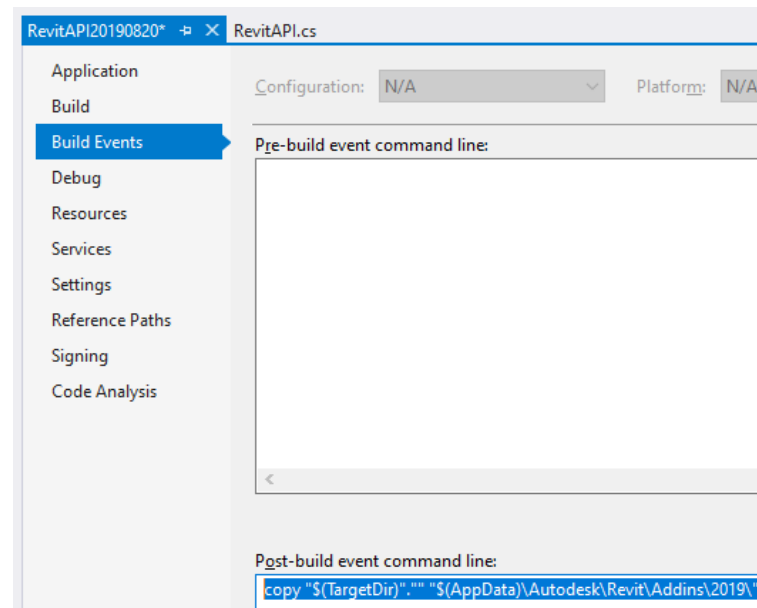 RevitAPI20190820*
RevitAPI.cs
Application
Build
Build Events
Debug
Resources
Services
Settings
Reference Paths
Signing
Code Analysis
Configuration: N/A Platform: N/A
Pre-build event command line:
Post-build event command line:
copy "$(TargetDir)"."" "$(AppData)\Autodesk\Revit\Addins\2019\"